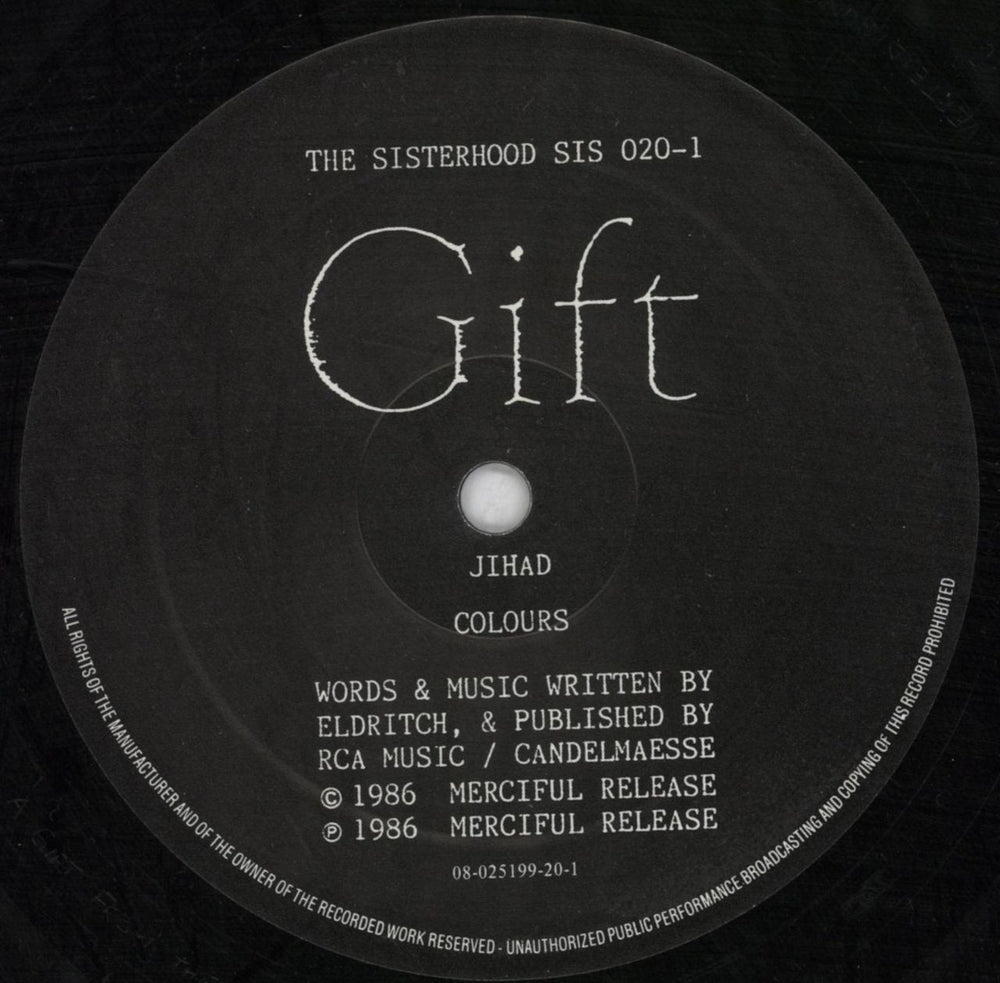 THE SISTERHOOD SIS 020-1
Gift
JIHAD
COLOURS
WORDS & MUSIC WRITTEN BY
ELDRITCH, & PUBLISHED BY
RCA MUSIC / CANDELMAESSE
© 1986 MERCIFUL RELEASE
℗ 1986 MERCIFUL RELEASE
08-025199-20-1
ALL RIGHTS OF THE MANUFACTURER AND OF THE OWNER OF THE RECORDED WORK RESERVED - UNAUTHORIZED PUBLIC PERFORMANCE BROADCASTING AND COPYING OF THIS RECORD PROHIBITED